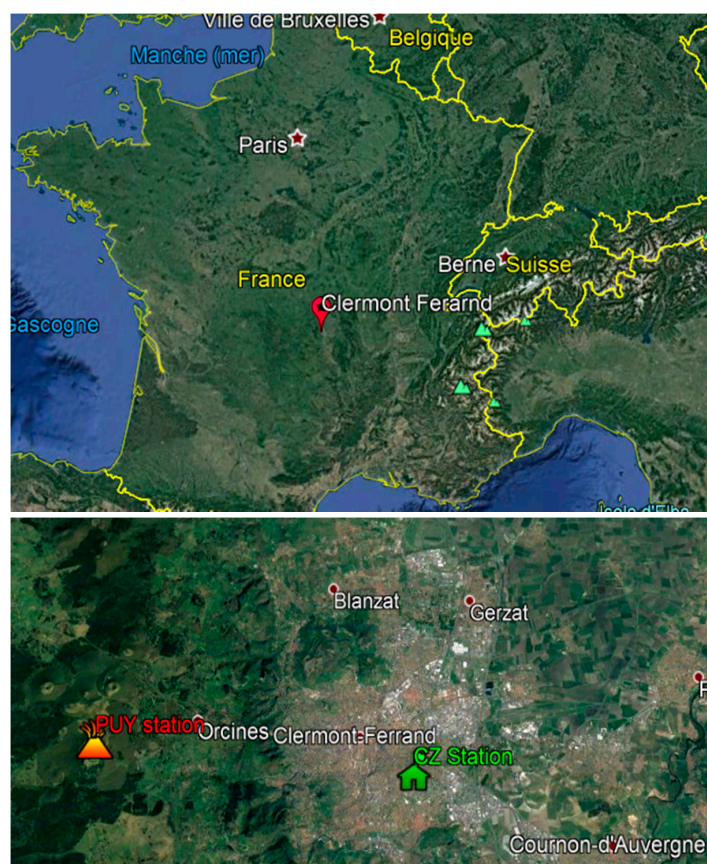 Ville de Bruxelles
Belgique
Manche (mer)
Paris
Berne
Suisse
France
Clermont Ferarnd
Gascogne
Blanzat
Gerzat
PUY station
Orcines
Clermont-Ferrand
CZ Station
Cournon-d'Auvergne